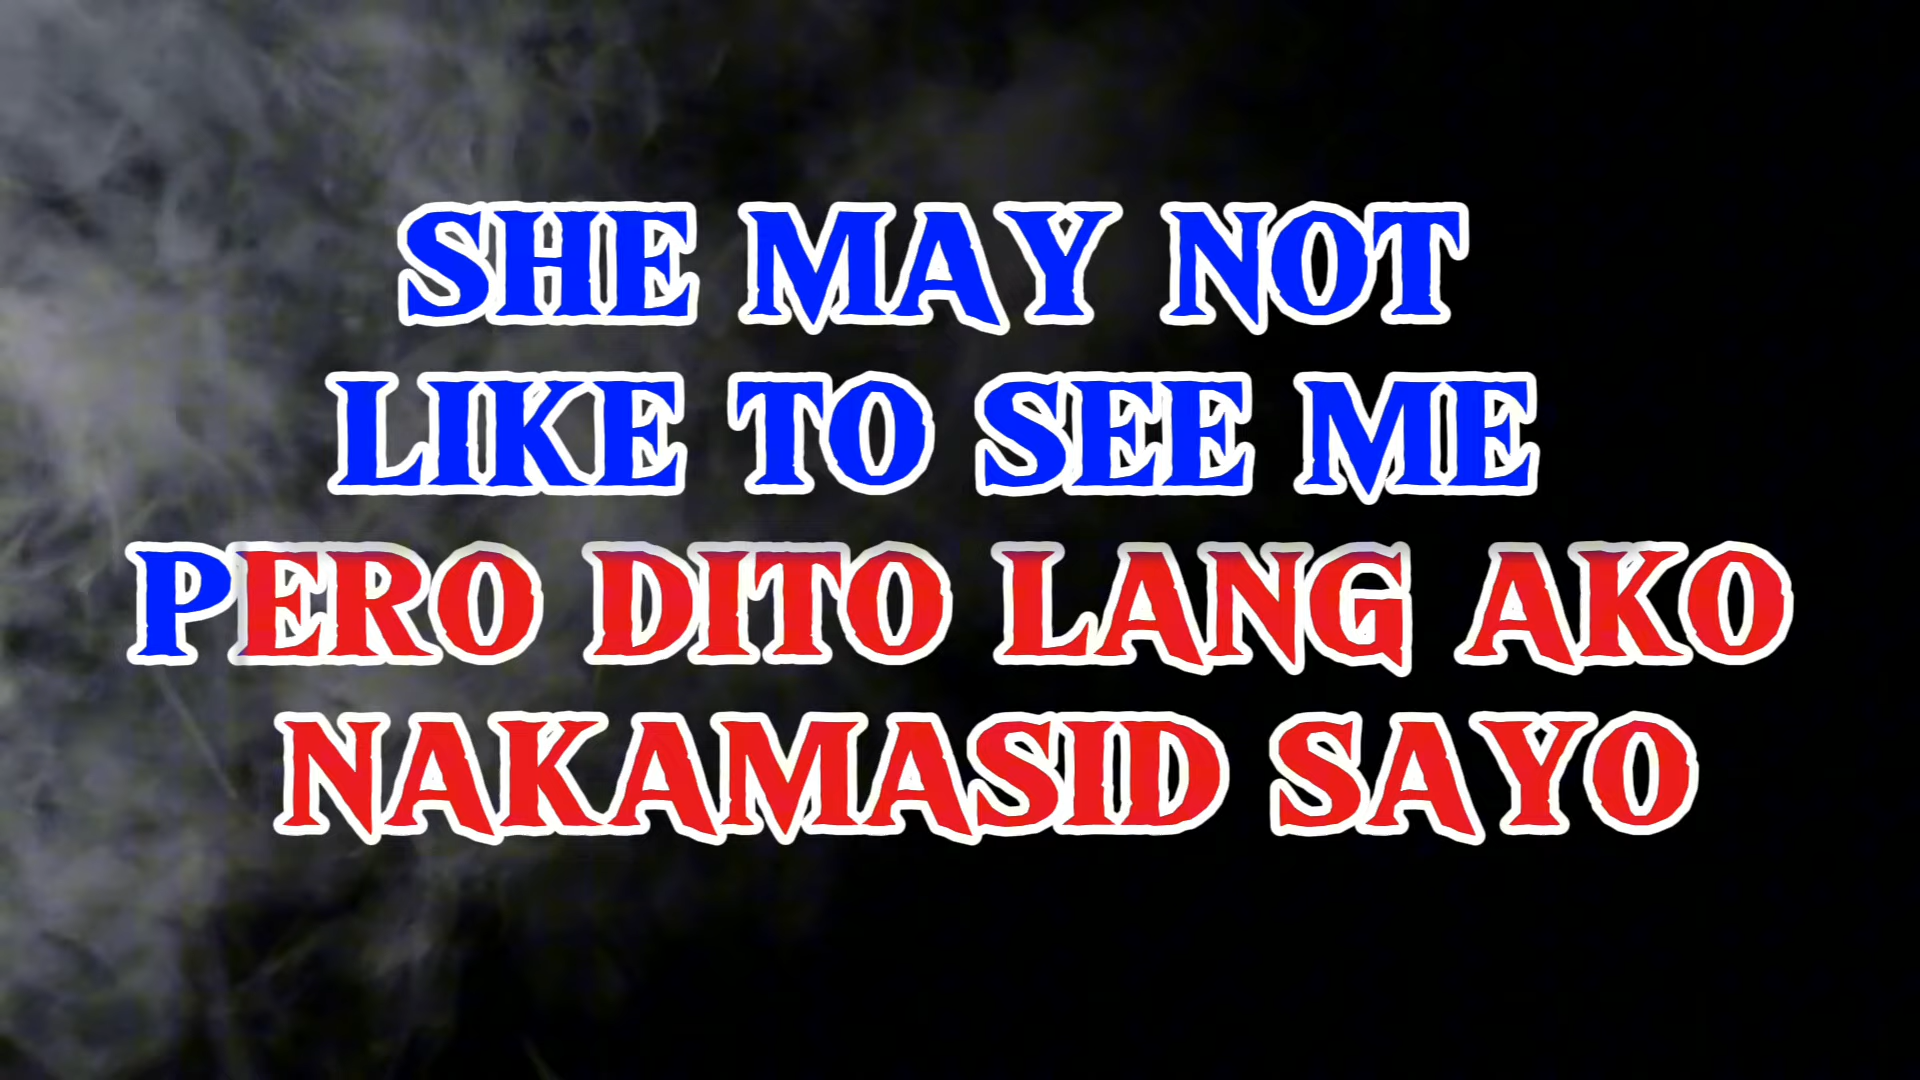 SHE MAY NOT
LIKE TO SEE ME
PERO DITO LANG AKO
NAKAMASID SAYO